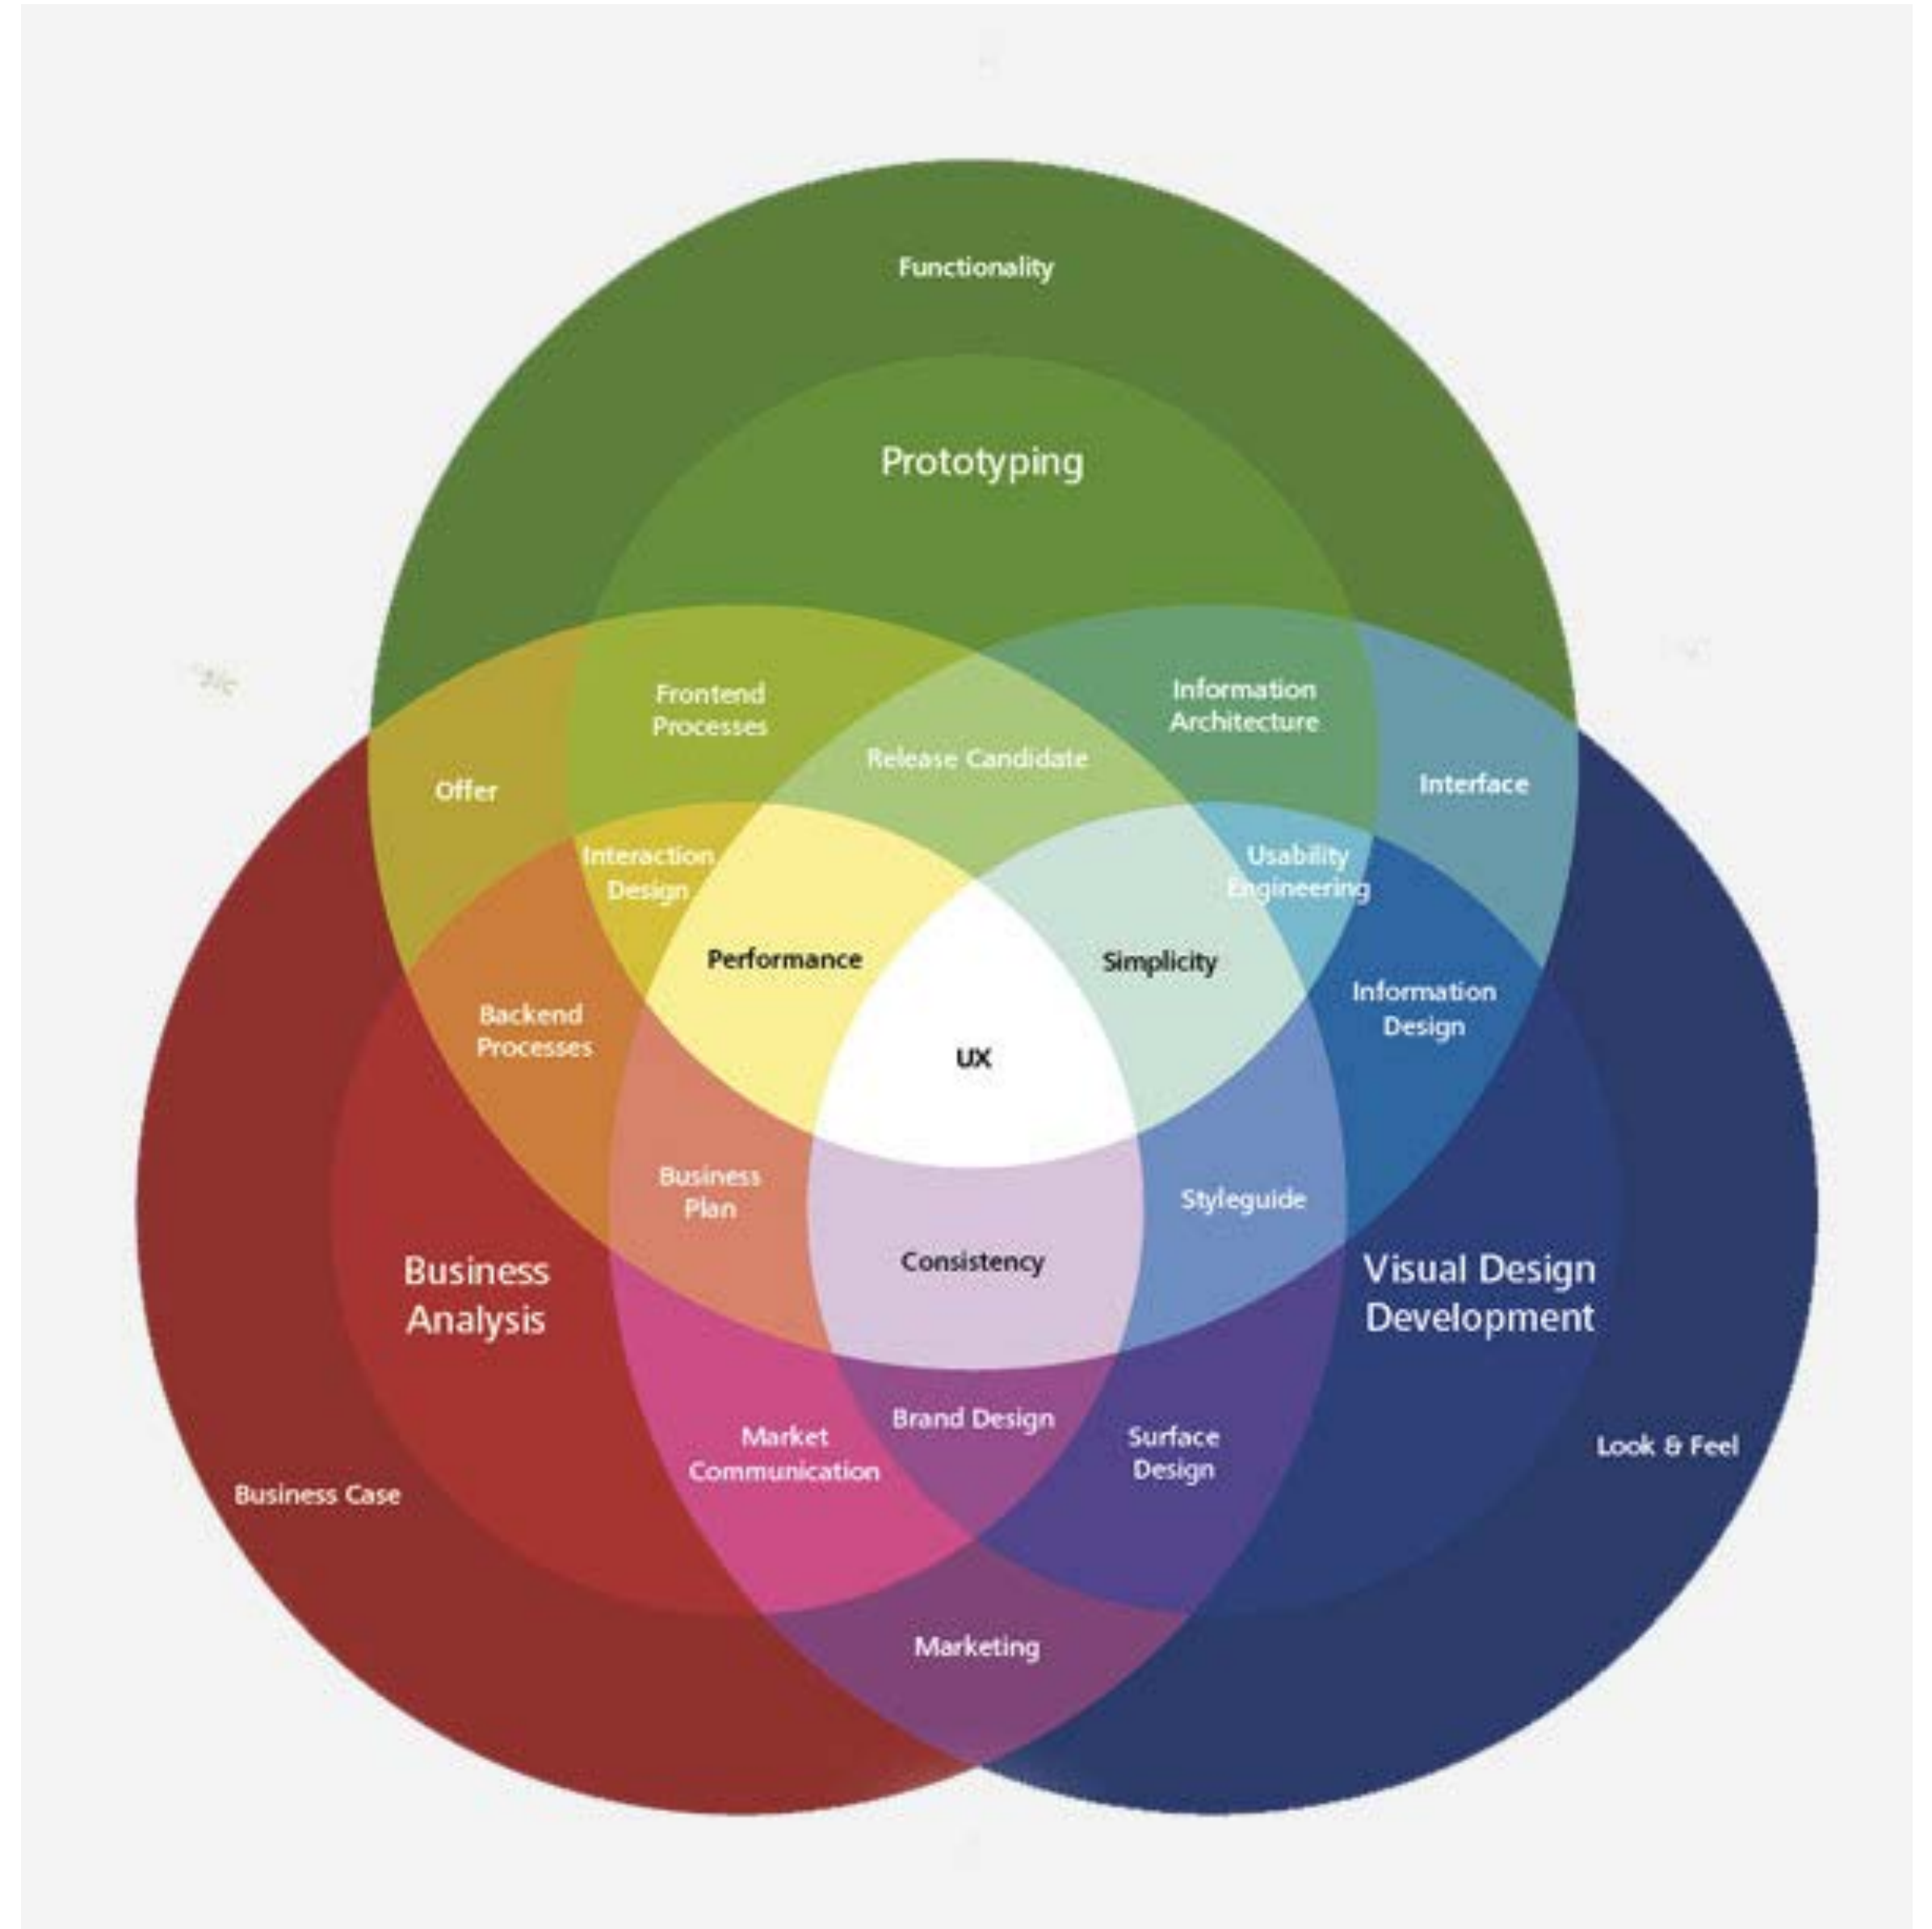 Functionality
Prototyping
Frontend
Processes
Information
Architecture
Release Candidate
Offer
Interface
Interaction
Design
Usability
Engineering
Performance
Simplicity
Backend
Processes
Information
Design
UX
Business
Plan
Styleguide
Consistency
Business
Analysis
Visual Design
Development
Brand Design
Market
Communication
Surface
Design
Look & Feel
Business Case
Marketing